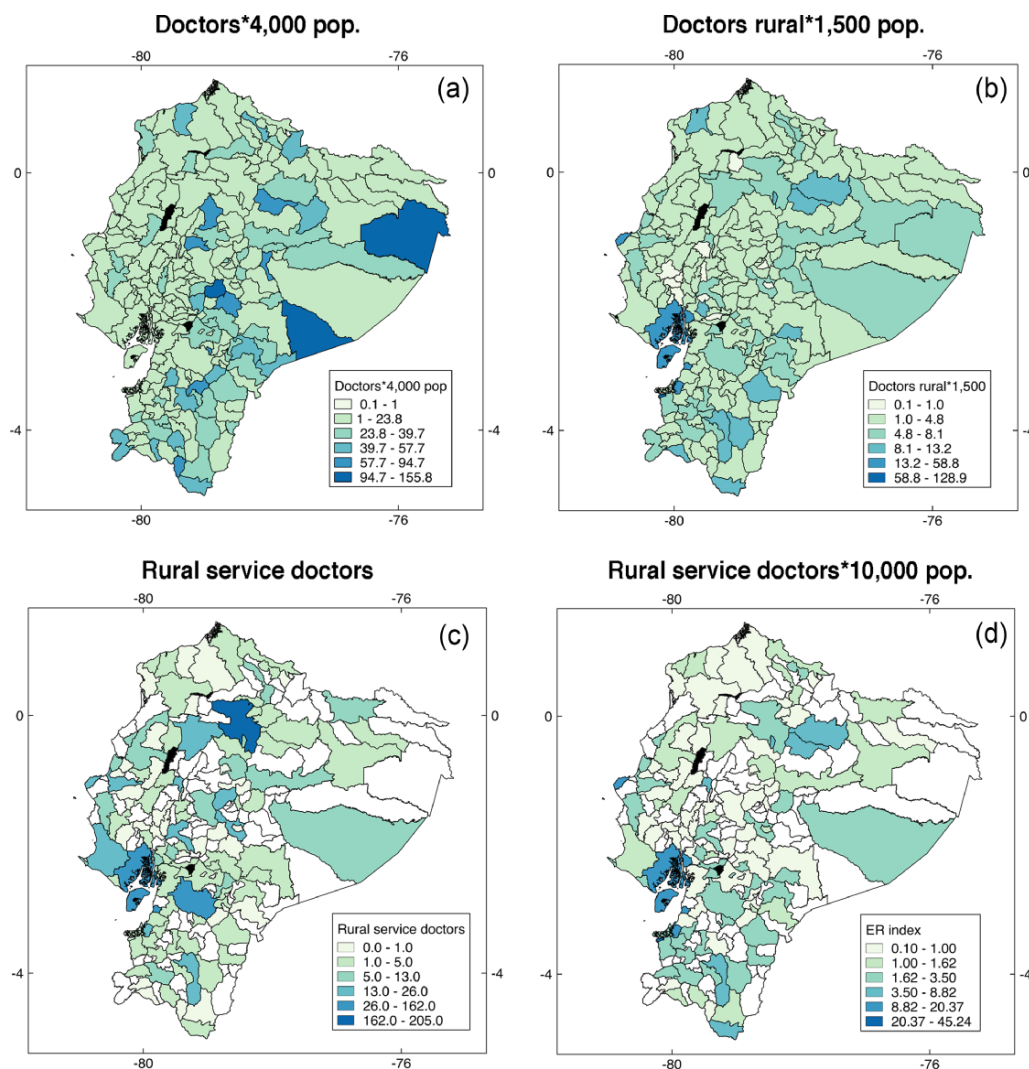 Doctors*4,000 pop.
-80
-76
(a)
0
-4
Doctors*4,000 pop
0.1 - 1
1 - 23.8
23.8 - 39.7
39.7 - 57.7
57.7 - 94.7
94.7 - 155.8
-80
-76
Doctors rural*1,500 pop.
-80
-76
(b)
0
0
-4
-4
Doctors rural*1,500
0.1 - 1.0
1.0 - 4.8
4.8 - 8.1
8.1 - 13.2
13.2 - 58.8
58.8 - 128.9
-80
-76
Rural service doctors
-80
-76
(c)
0
-4
Rural service doctors
0.0 - 1.0
1.0 - 5.0
5.0 - 13.0
13.0 - 26.0
26.0 - 162.0
162.0 - 205.0
-80
-76
Rural service doctors*10,000 pop.
-80
-76
(d)
0
0
-4
-4
ER index
0.10 - 1.00
1.00 - 1.62
1.62 - 3.50
3.50 - 8.82
8.82 - 20.37
20.37 - 45.24
-80
-76